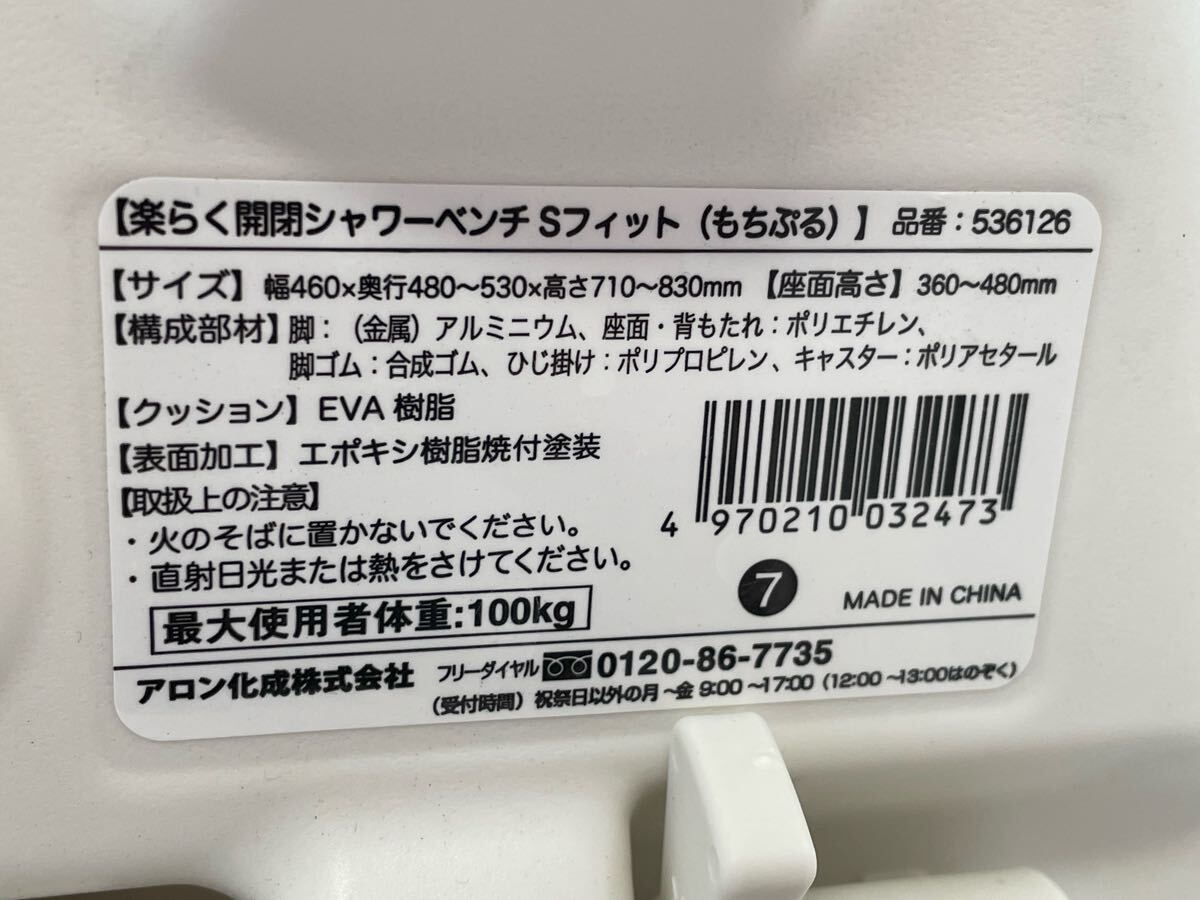 【楽らく開閉シャワーベンチ Sフィット（もちぷる）】 品番：536126
【サイズ】 幅460×奥行480～530×高さ710～830mm 【座面高さ】360～480mm
【構成部材】脚：（金属）アルミニウム、座面・背もたれ：ポリエチレン、
脚ゴム：合成ゴム、ひじ掛け：ポリプロピレン、キャスター：ポリアセタール
【クッション】EVA 樹脂
【表面加工】エポキシ樹脂焼付塗装
【取扱上の注意】
・火のそばに置かないでください。
・直射日光または熱をさけてください。
最大使用者体重:100kg
4 970210 032473
7 MADE IN CHINA
アロン化成株式会社 フリーダイヤル 0120-86-7735
（受付時間）祝祭日以外の月～金 9:00～17:00（12:00～13:00はのぞく）